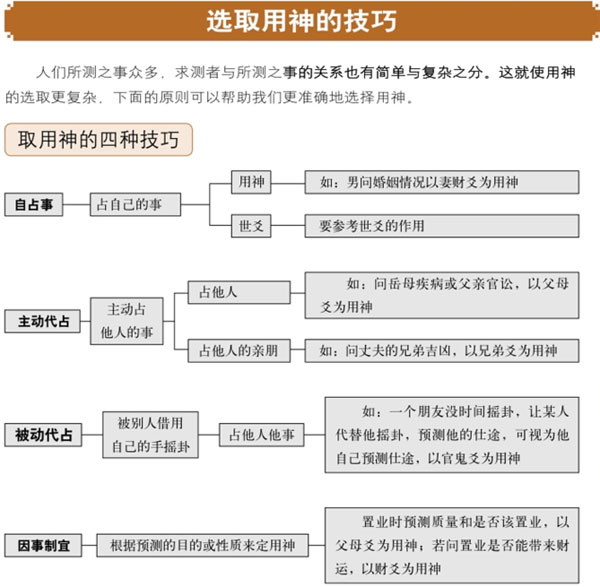 选取用神的技巧
人们所测之事众多，求测者与所测之事的关系也有简单与复杂之分。这就使用神
的选取更复杂，下面的原则可以帮助我们更准确地选择用神。
取用神的四种技巧
自占事
占自己的事
用神
如：男问婚姻情况以妻财爻为用神
世爻
要参考世爻的作用
主动代占
主动占
他人的事
占他人
如：问岳母疾病或父亲官讼，以父母
爻为用神
占他人的亲朋
如：问丈夫的兄弟吉凶，以兄弟爻为用神
被动代占
被别人借用
自己的手摇卦
占他人他事
如：一个朋友没时间摇卦，让某人
代替他摇卦，预测他的仕途，可视为他
自己预测仕途，以官鬼爻为用神
因事制宜
根据预测的目的或性质来定用神
置业时预测质量和是否该置业，以
父母爻为用神；若问置业是否能带来财
运，以财爻为用神